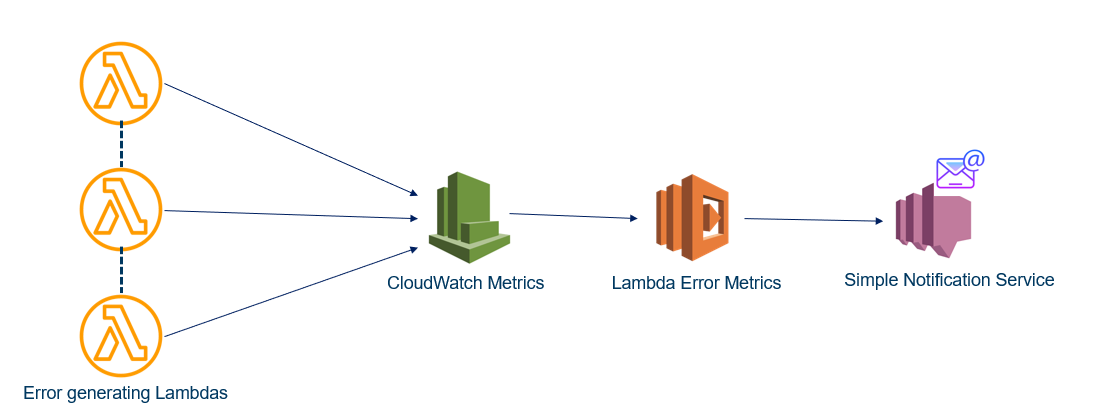 @
CloudWatch Metrics
Lambda Error Metrics
Simple Notification Service
Error generating Lambdas